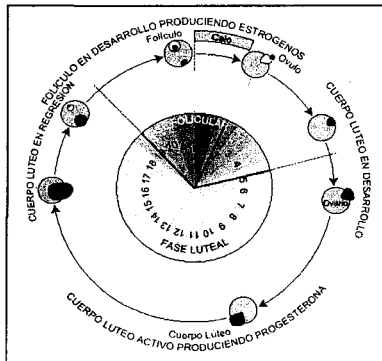 FOLÍCULO EN DESARROLLO PRODUCIENDO ESTROGENOS
Folículo
Celo
Ovulo
CUERPO LUTEO EN REGRESION
CUERPO LUTEO EN DESARROLLO
FOLICULAR
4
5
6
7
8
9
10
11
12
13
14
15
16
17
18
FASE LUTEAL
Ovario
Cuerpo Luteo
CUERPO LUTEO ACTIVO PRODUCIENDO PROGESTERONA